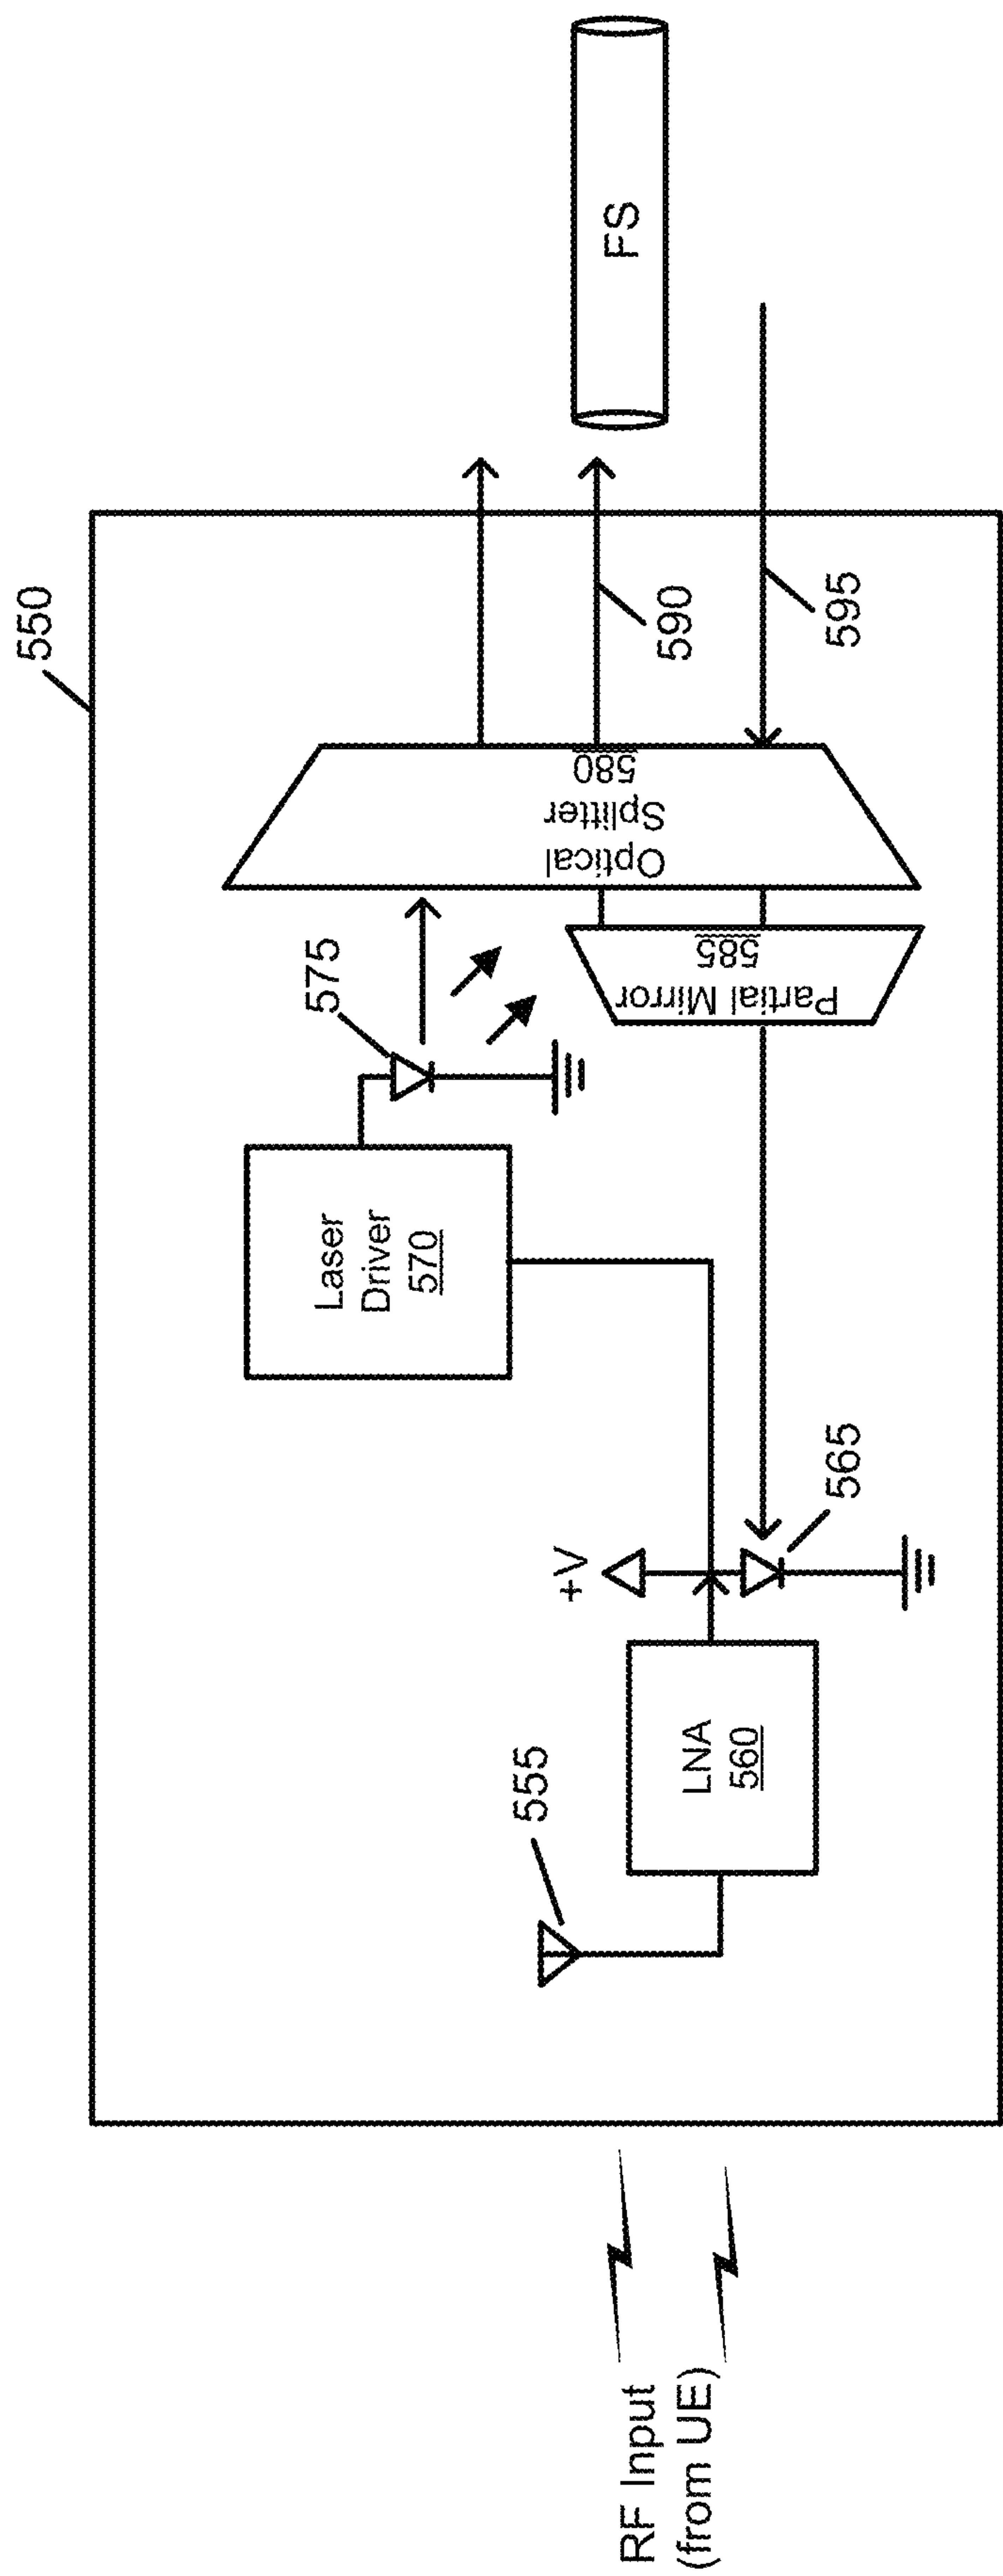 550
FS
590
595
Optical
Splitter
580
Partial Mirror
585
575
Laser
Driver
570
+V
565
LNA
560
555
RF Input
(from UE)